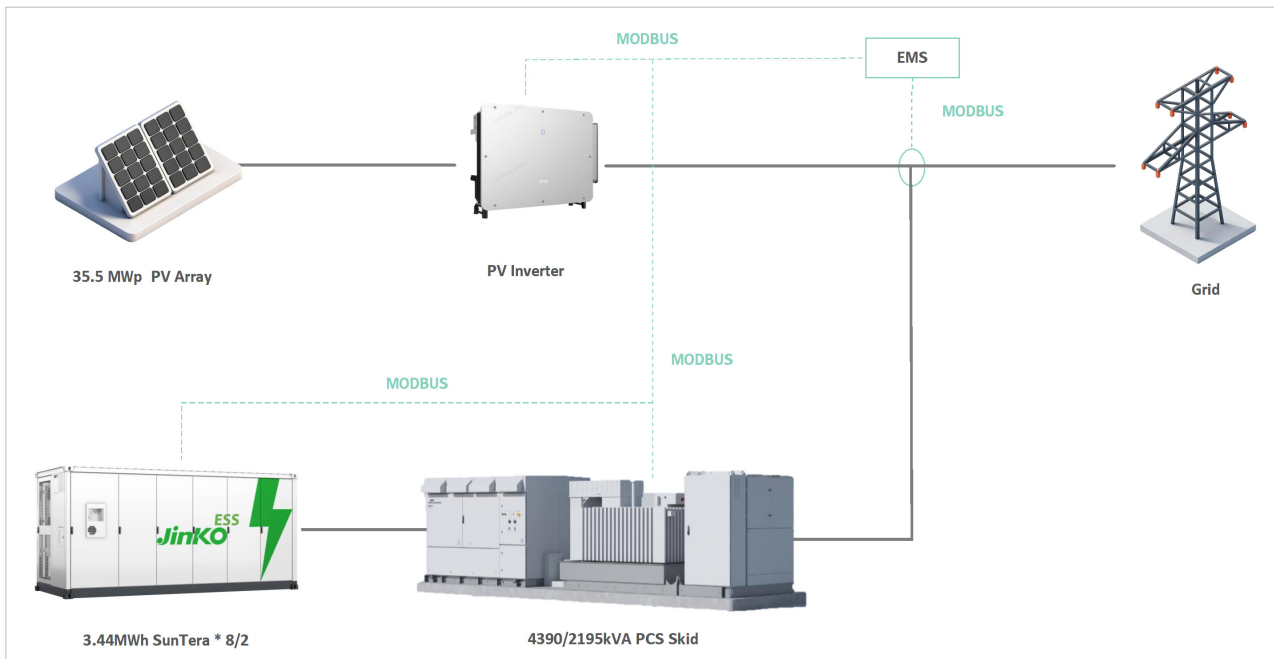 MODBUS
EMS
MODBUS
35.5 MWp PV Array
PV Inverter
Grid
MODBUS
MODBUS
ESS
JinKO
3.44MWh SunTera * 8/2
4390/2195kVA PCS Skid